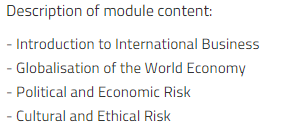 Description of module content:
- Introduction to International Business
- Globalisation of the World Economy
- Political and Economic Risk
- Cultural and Ethical Risk